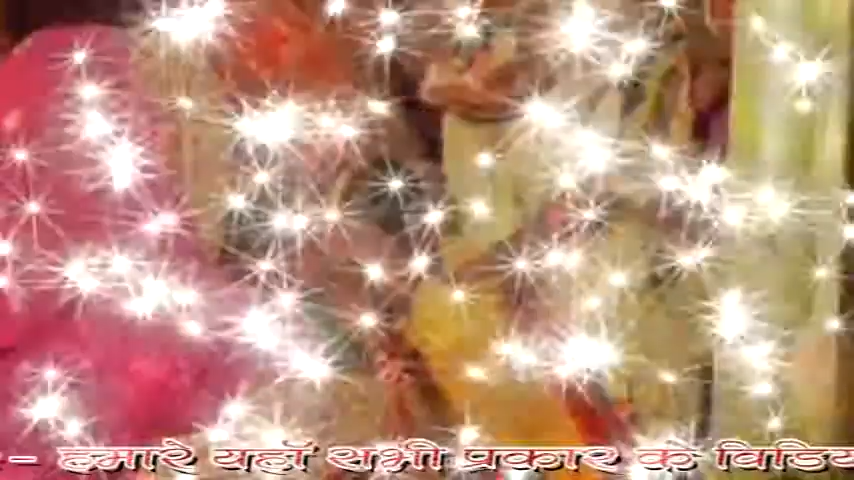 - हमारे यहाँ सभी प्रकार के विडिय